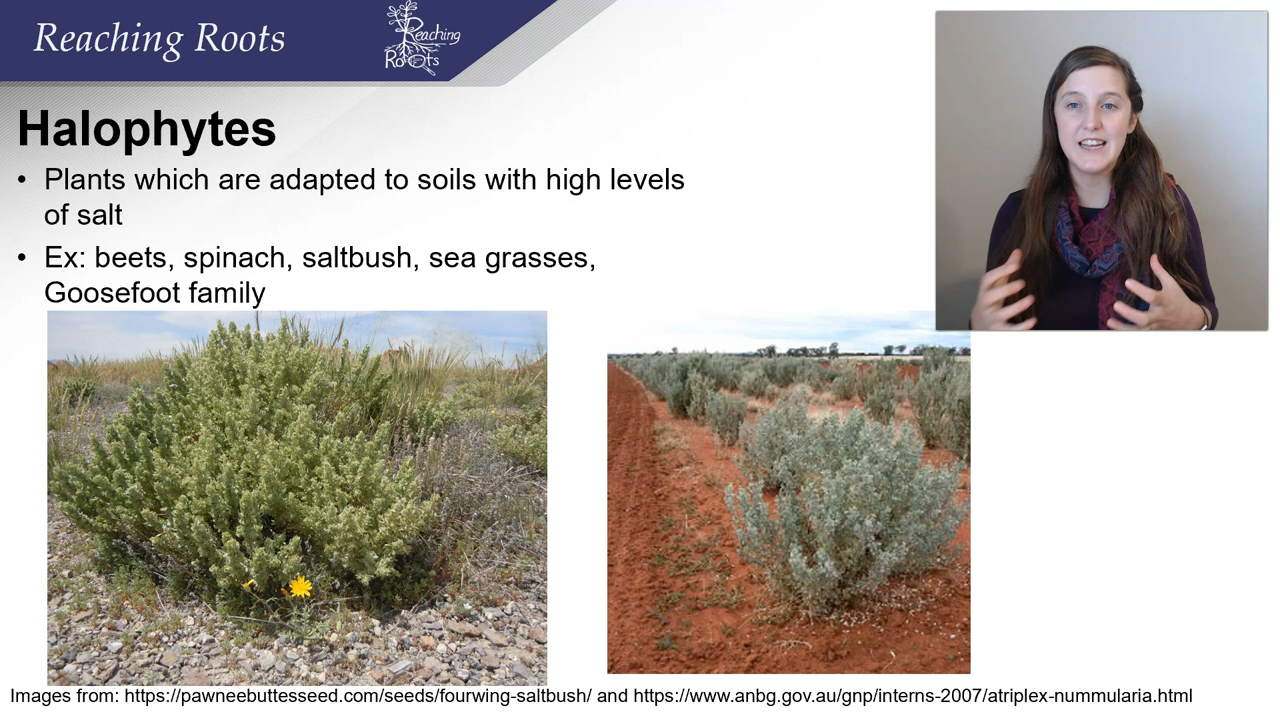 Reaching Roots
Reaching
Roots
Halophytes
• Plants which are adapted to soils with high levels
of salt
• Ex: beets, spinach, saltbush, sea grasses,
Goosefoot family
Images from: https://pawneebuttesseed.com/seeds/fourwing-saltbush/ and https://www.anbg.gov.au/gnp/interns-2007/atriplex-nummularia.html